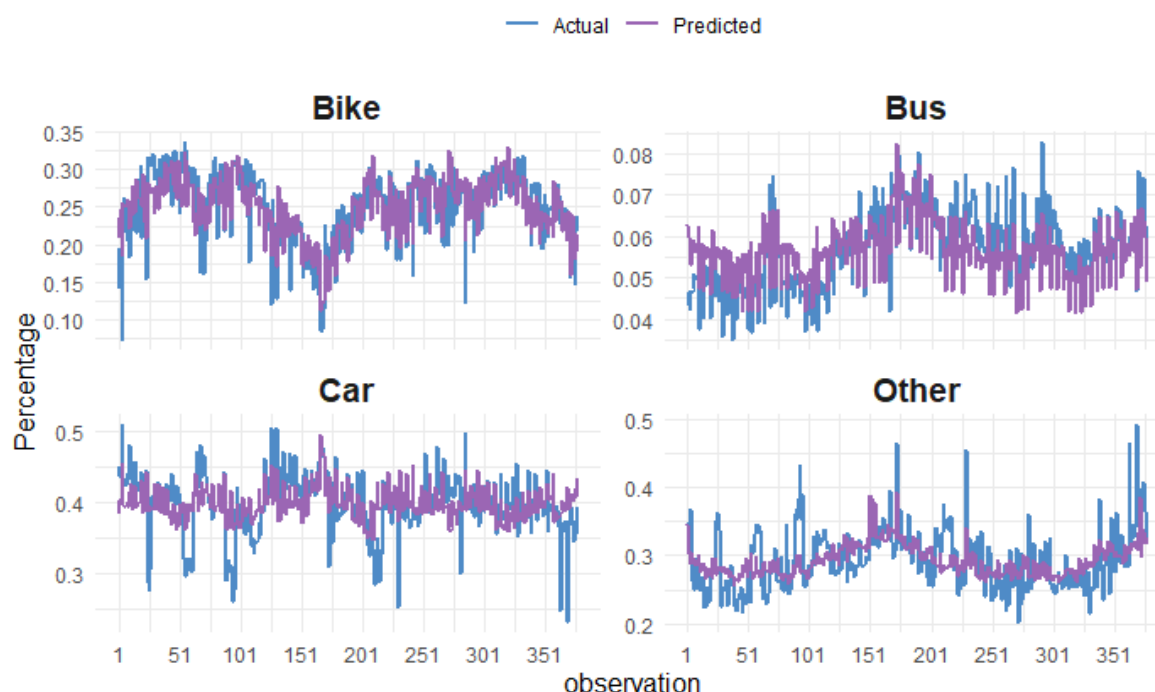 Actual Predicted
Bike
Bus
0.35
0.30
0.25
0.20
0.15
0.10
0.08
0.07
0.06
0.05
0.04
Percentage
Car
Other
0.5
0.4
0.3
0.5
0.4
0.3
0.2
1 51 101 151 201 251 301 351
1 51 101 151 201 251 301 351
observation